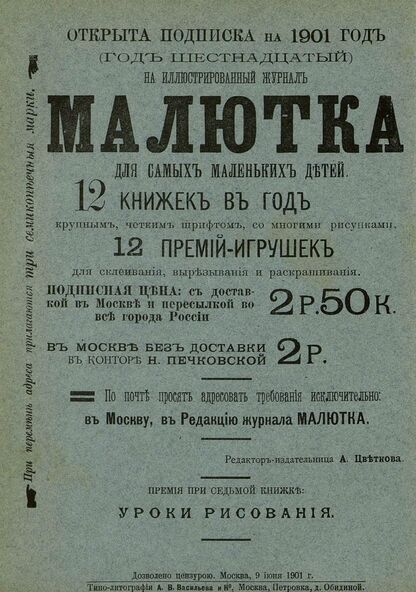 ОТКРЫТА ПОДПИСКА на 1901 ГОДЪ
(ГОДЪ ШЕСТНАДЦАТЫЙ)
НА ИЛЛЮСТРИРОВАННЫЙ ЖУРНАЛЪ
МАЛЮТКА
ДЛЯ САМЫХЪ МАЛЕНЬКИХЪ ДѢТЕЙ.
12 КНИЖЕКЪ ВЪ ГОДЪ
крупнымъ, четкимъ шрифтомъ, со многими рисунками.
12 ПРЕМІЙ-ИГРУШЕКЪ
для склеиванія, вырѣзыванія и раскрашиванія.
ПОДПИСНАЯ ЦѢНА: съ достав-
кой въ Москвѣ и пересылкой во
всѣ города Россіи
2 Р. 50 К.
ВЪ МОСКВѢ БЕЗЪ ДОСТАВКИ
ВЪ КОНТОРѢ Н. ПЕЧКОВСКОЙ
2 Р.
По почтѣ просятъ адресовать требованія исключительно:
въ Москву, въ Редакцію журнала МАЛЮТКА.
Редакторъ-издательница А. Цвѣткова.
ПРЕМІЯ ПРИ СЕДЬМОЙ КНИЖКѢ:
УРОКИ РИСОВАНІЯ.
Дозволено цензурою. Москва, 9 іюня 1901 г.
Типо-литографія А. В. Васильева и Кº, Москва, Петровка, д. Обидиной.
При перемѣнѣ адреса прилагаются три семикопѣечныя марки.